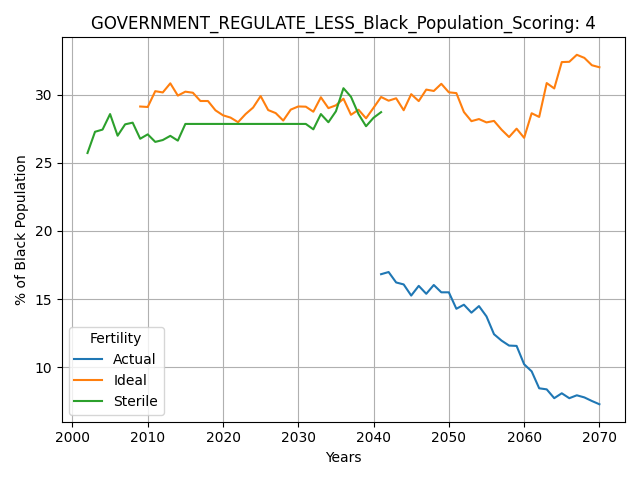 GOVERNMENT_REGULATE_LESS_Black_Population_Scoring: 4
% of Black Population
30
25
20
15
10
Fertility
Actual
Ideal
Sterile
2000 2010 2020 2030 2040 2050 2060 2070
Years